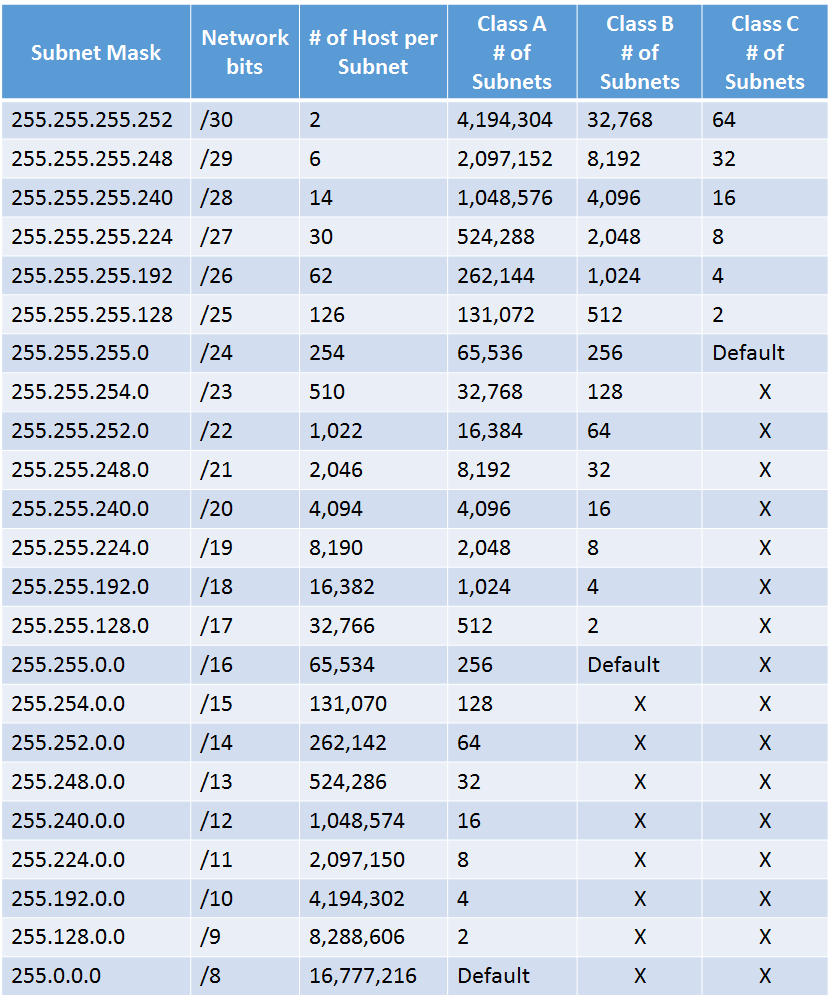 Subnet Mask | Network bits | # of Host per Subnet | Class A # of Subnets | Class B # of Subnets | Class C # of Subnets
255.255.255.252 | /30 | 2 | 4,194,304 | 32,768 | 64
255.255.255.248 | /29 | 6 | 2,097,152 | 8,192 | 32
255.255.255.240 | /28 | 14 | 1,048,576 | 4,096 | 16
255.255.255.224 | /27 | 30 | 524,288 | 2,048 | 8
255.255.255.192 | /26 | 62 | 262,144 | 1,024 | 4
255.255.255.128 | /25 | 126 | 131,072 | 512 | 2
255.255.255.0 | /24 | 254 | 65,536 | 256 | Default
255.255.254.0 | /23 | 510 | 32,768 | 128 | X
255.255.252.0 | /22 | 1,022 | 16,384 | 64 | X
255.255.248.0 | /21 | 2,046 | 8,192 | 32 | X
255.255.240.0 | /20 | 4,094 | 4,096 | 16 | X
255.255.224.0 | /19 | 8,190 | 2,048 | 8 | X
255.255.192.0 | /18 | 16,382 | 1,024 | 4 | X
255.255.128.0 | /17 | 32,766 | 512 | 2 | X
255.255.0.0 | /16 | 65,534 | 256 | Default | X
255.254.0.0 | /15 | 131,070 | 128 | X | X
255.252.0.0 | /14 | 262,142 | 64 | X | X
255.248.0.0 | /13 | 524,286 | 32 | X | X
255.240.0.0 | /12 | 1,048,574 | 16 | X | X
255.224.0.0 | /11 | 2,097,150 | 8 | X | X
255.192.0.0 | /10 | 4,194,302 | 4 | X | X
255.128.0.0 | /9 | 8,288,606 | 2 | X | X
255.0.0.0 | /8 | 16,777,216 | Default | X | X